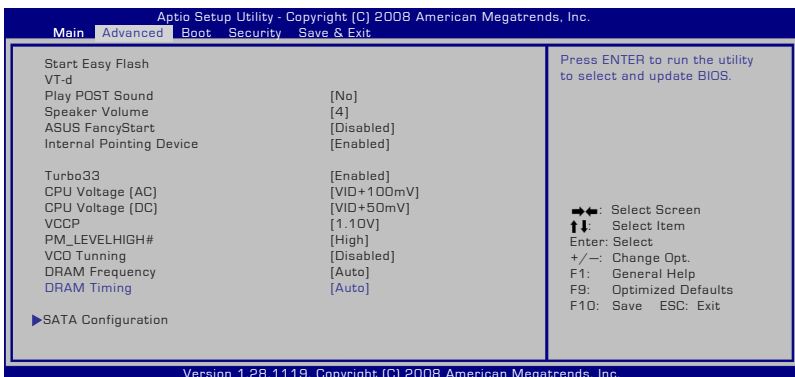 Aptio Setup Utility - Copyright (C) 2008 American Megatrends, Inc.
Main Advanced Boot Security Save & Exit
Start Easy Flash
VT-d
Play POST Sound [No]
Speaker Volume [4]
ASUS FancyStart [Disabled]
Internal Pointing Device [Enabled]
Turbo33 [Enabled]
CPU Voltage (AC) [VID+100mV]
CPU Voltage (DC) [VID+50mV]
VCCP [1.10V]
PM_LEVELHIGH# [High]
VCO Tunning [Disabled]
DRAM Frequency [Auto]
DRAM Timing [Auto]
▶SATA Configuration
Press ENTER to run the utility
to select and update BIOS.
➡⬅: Select Screen
⬆⬇: Select Item
Enter: Select
+/—: Change Opt.
F1: General Help
F9: Optimized Defaults
F10: Save ESC: Exit
Version 1.28.1119. Copyright (C) 2008 American Megatrends, Inc.